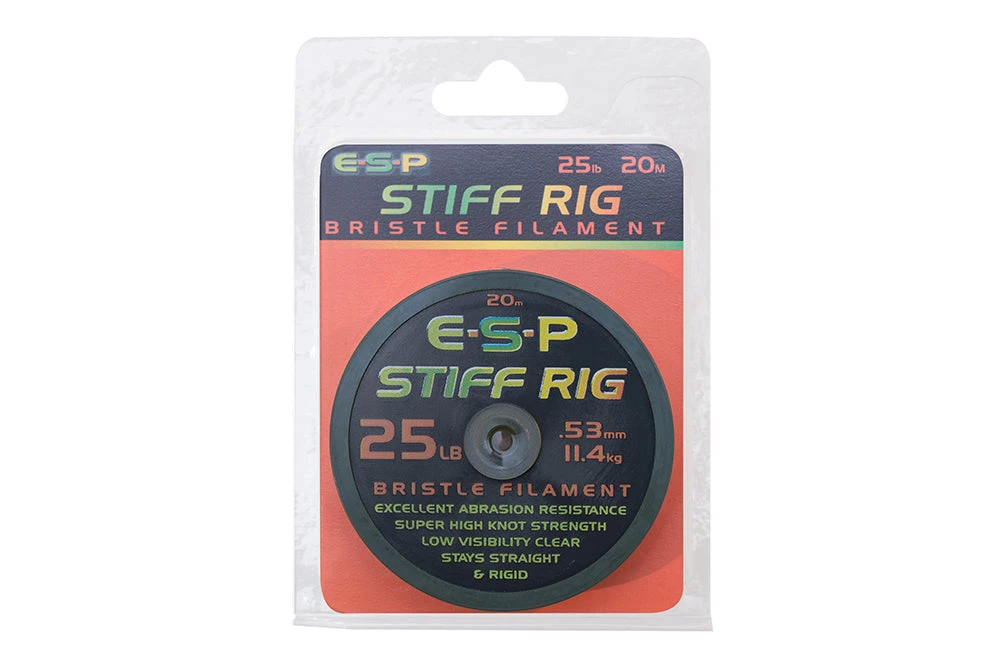 E-S-P 25lb 20M
STIFF RIG
BRISTLE FILAMENT
20m
E-S-P
STIFF RIG
25LB .53mm
11.4kg
BRISTLE FILAMENT
EXCELLENT ABRASION RESISTANCE
SUPER HIGH KNOT STRENGTH
LOW VISIBILITY CLEAR
STAYS STRAIGHT
& RIGID